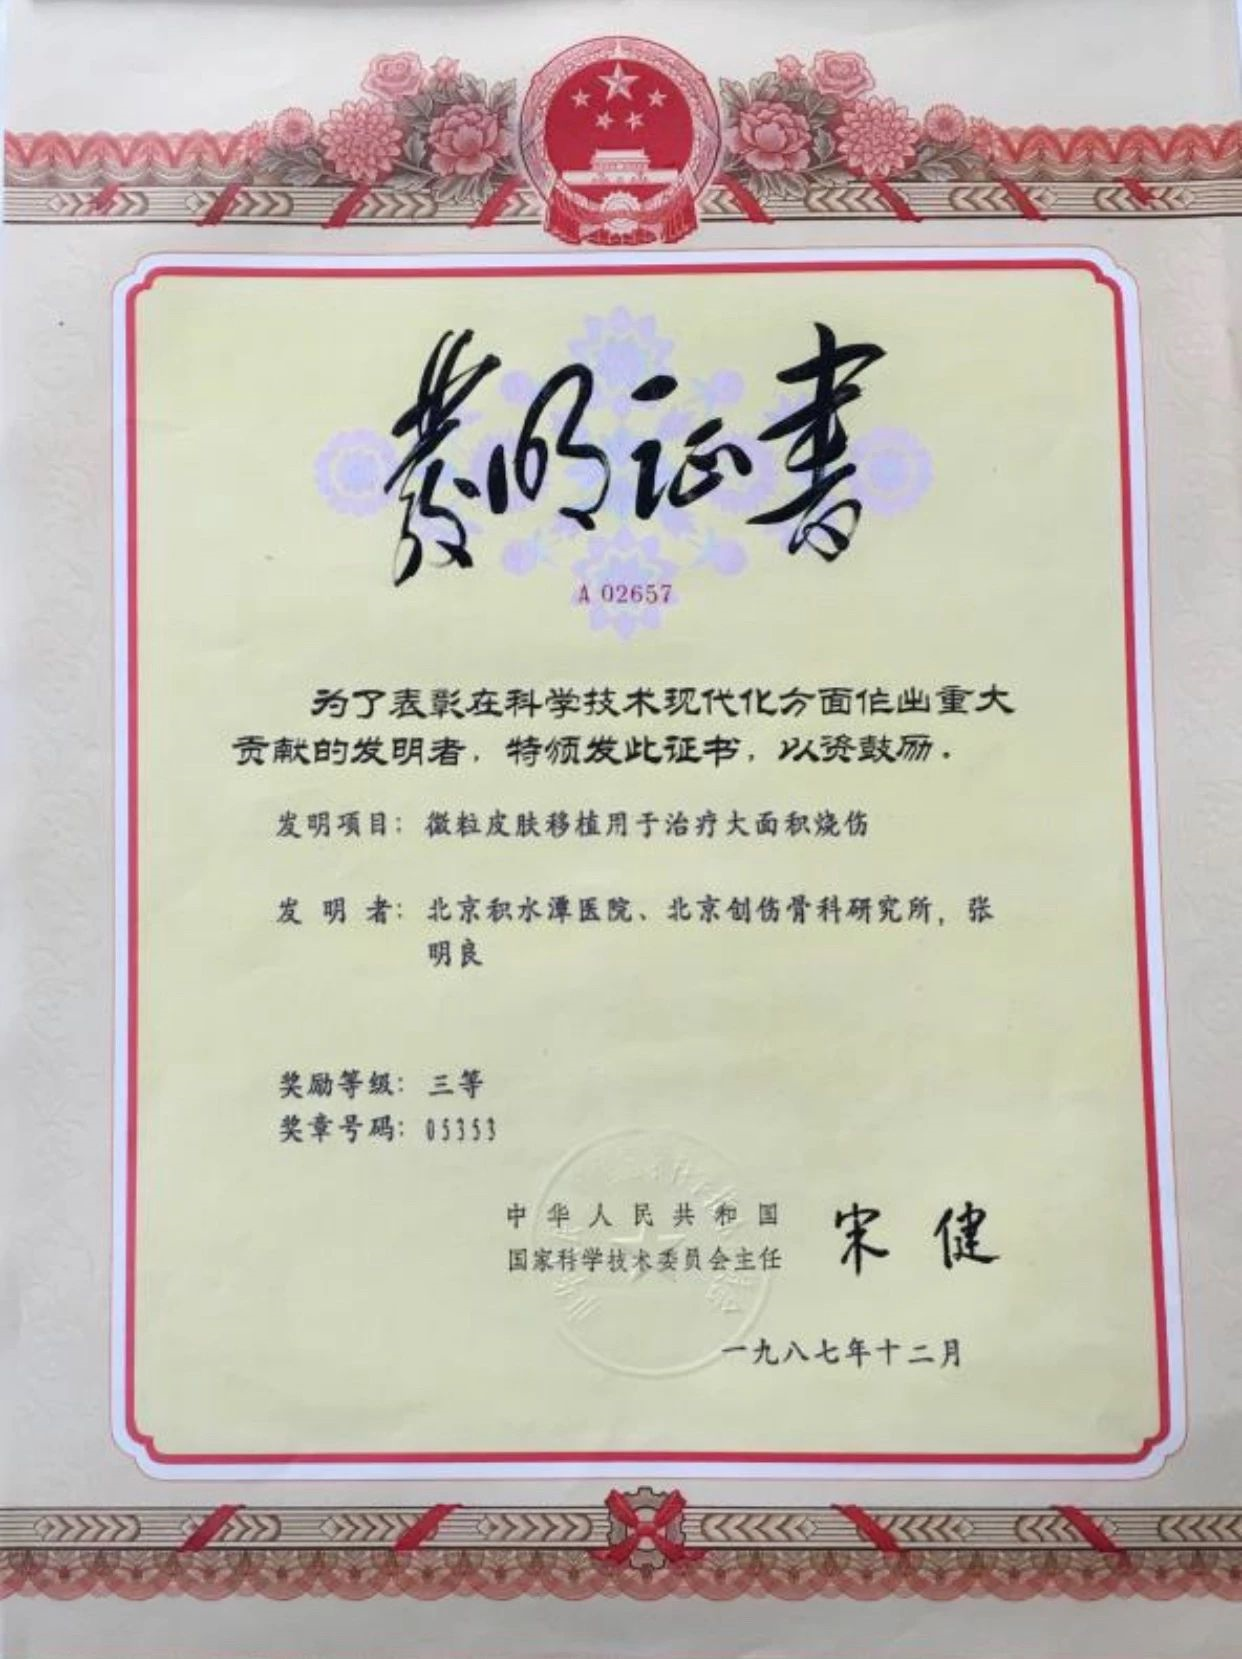 發明证书
A 02657
为了表彰在科学技术现代化方面作出重大
贡献的发明者，特颁发此证书，以资鼓励．
发明项目：微粒皮肤移植用于治疗大面积烧伤
发 明 者：北京积水潭医院、北京创伤骨科研究所，张
明良
奖励等级：三等
奖章号码：05353
中华人民共和国
国家科学技术委员会主任 宋健
一九八七年十二月